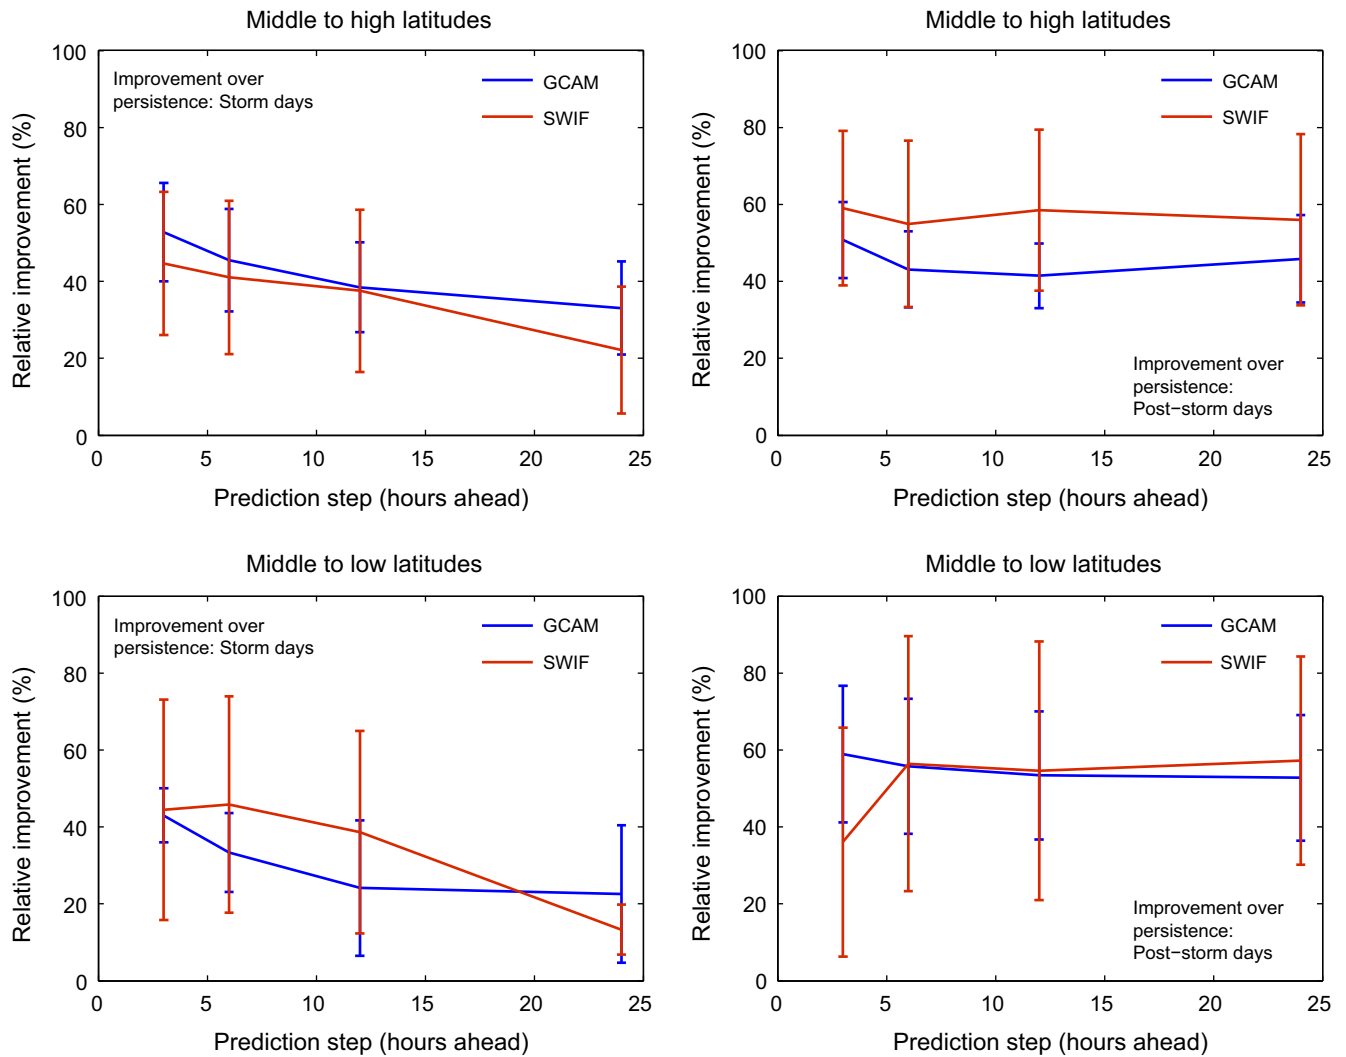 Middle to high latitudes
Relative improvement (%)
100
80
60
40
20
0
Improvement over
persistence: Storm days
GCAM
SWIF
0 5 10 15 20 25
Prediction step (hours ahead)
Middle to high latitudes
Relative improvement (%)
100
80
60
40
20
0
GCAM
SWIF
Improvement over
persistence:
Post−storm days
0 5 10 15 20 25
Prediction step (hours ahead)
Middle to low latitudes
Relative improvement (%)
100
80
60
40
20
0
Improvement over
persistence: Storm days
GCAM
SWIF
0 5 10 15 20 25
Prediction step (hours ahead)
Middle to low latitudes
Relative improvement (%)
100
80
60
40
20
0
GCAM
SWIF
Improvement over
persistence:
Post−storm days
0 5 10 15 20 25
Prediction step (hours ahead)